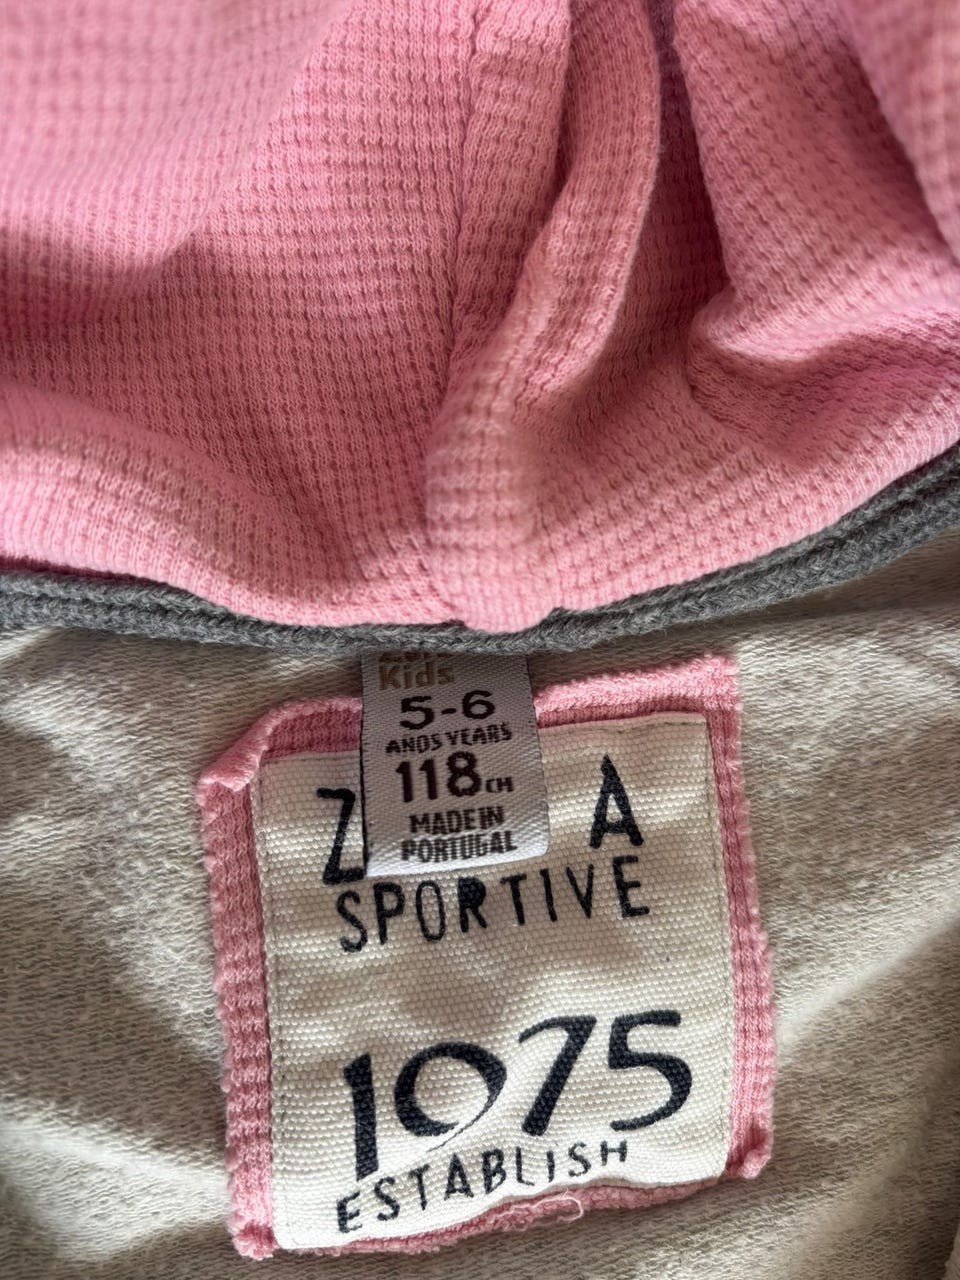 Kids
5-6
ANOS YEARS
118CM
MADE IN
PORTUGAL
SPORTIVE
1975
ESTABLISH